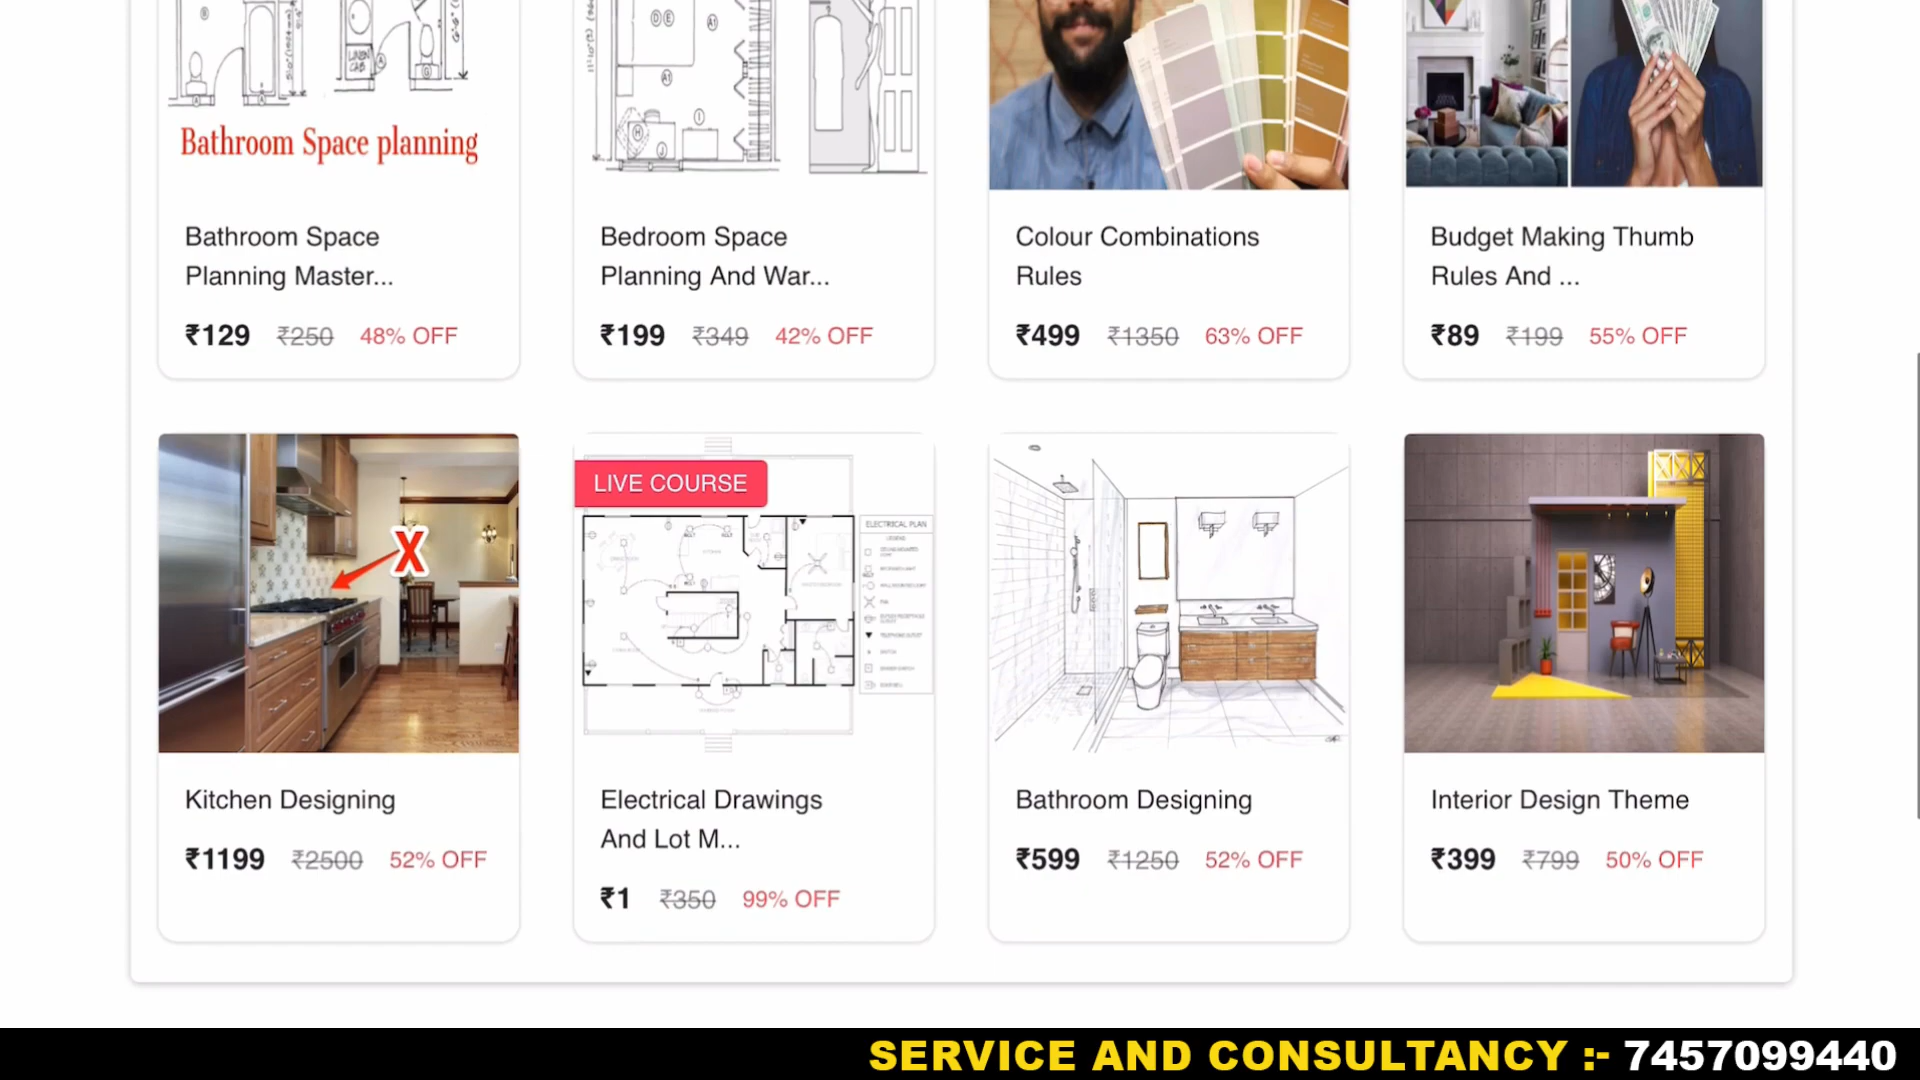 LINEN
CAB
Bathroom Space planning
Bathroom Space
Planning Master...
₹129 ₹250 48% OFF
Bedroom Space
Planning And War...
₹199 ₹349 42% OFF
Colour Combinations
Rules
₹499 ₹1350 63% OFF
Budget Making Thumb
Rules And ...
₹89 ₹199 55% OFF
X
Kitchen Designing
₹1199 ₹2500 52% OFF
LIVE COURSE
ELECTRICAL PLAN
Electrical Drawings
And Lot M...
₹1 ₹350 99% OFF
Bathroom Designing
₹599 ₹1250 52% OFF
Interior Design Theme
₹399 ₹799 50% OFF
SERVICE AND CONSULTANCY :- 7457099440